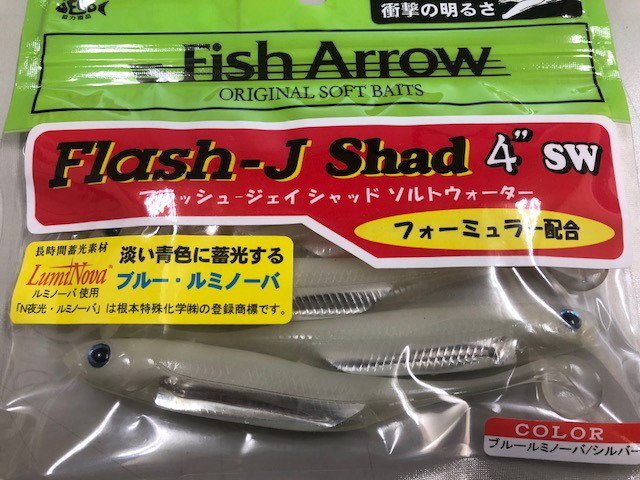 協力商品
衝撃の明るさ
Fish Arrow
ORIGINAL SOFT BAITS
Flash-J Shad 4" SW
フラッシュ-ジェイ シャッド ソルトウォーター
フォーミュラー配合
長時間蓄光素材
LumiNova®
ルミノーバ 使用
淡い青色に蓄光する
ブルー・ルミノーバ
「N夜光・ルミノーバ」は根本特殊化学㈱の登録商標です。
COLOR
ブルールミノーバ/シルバー